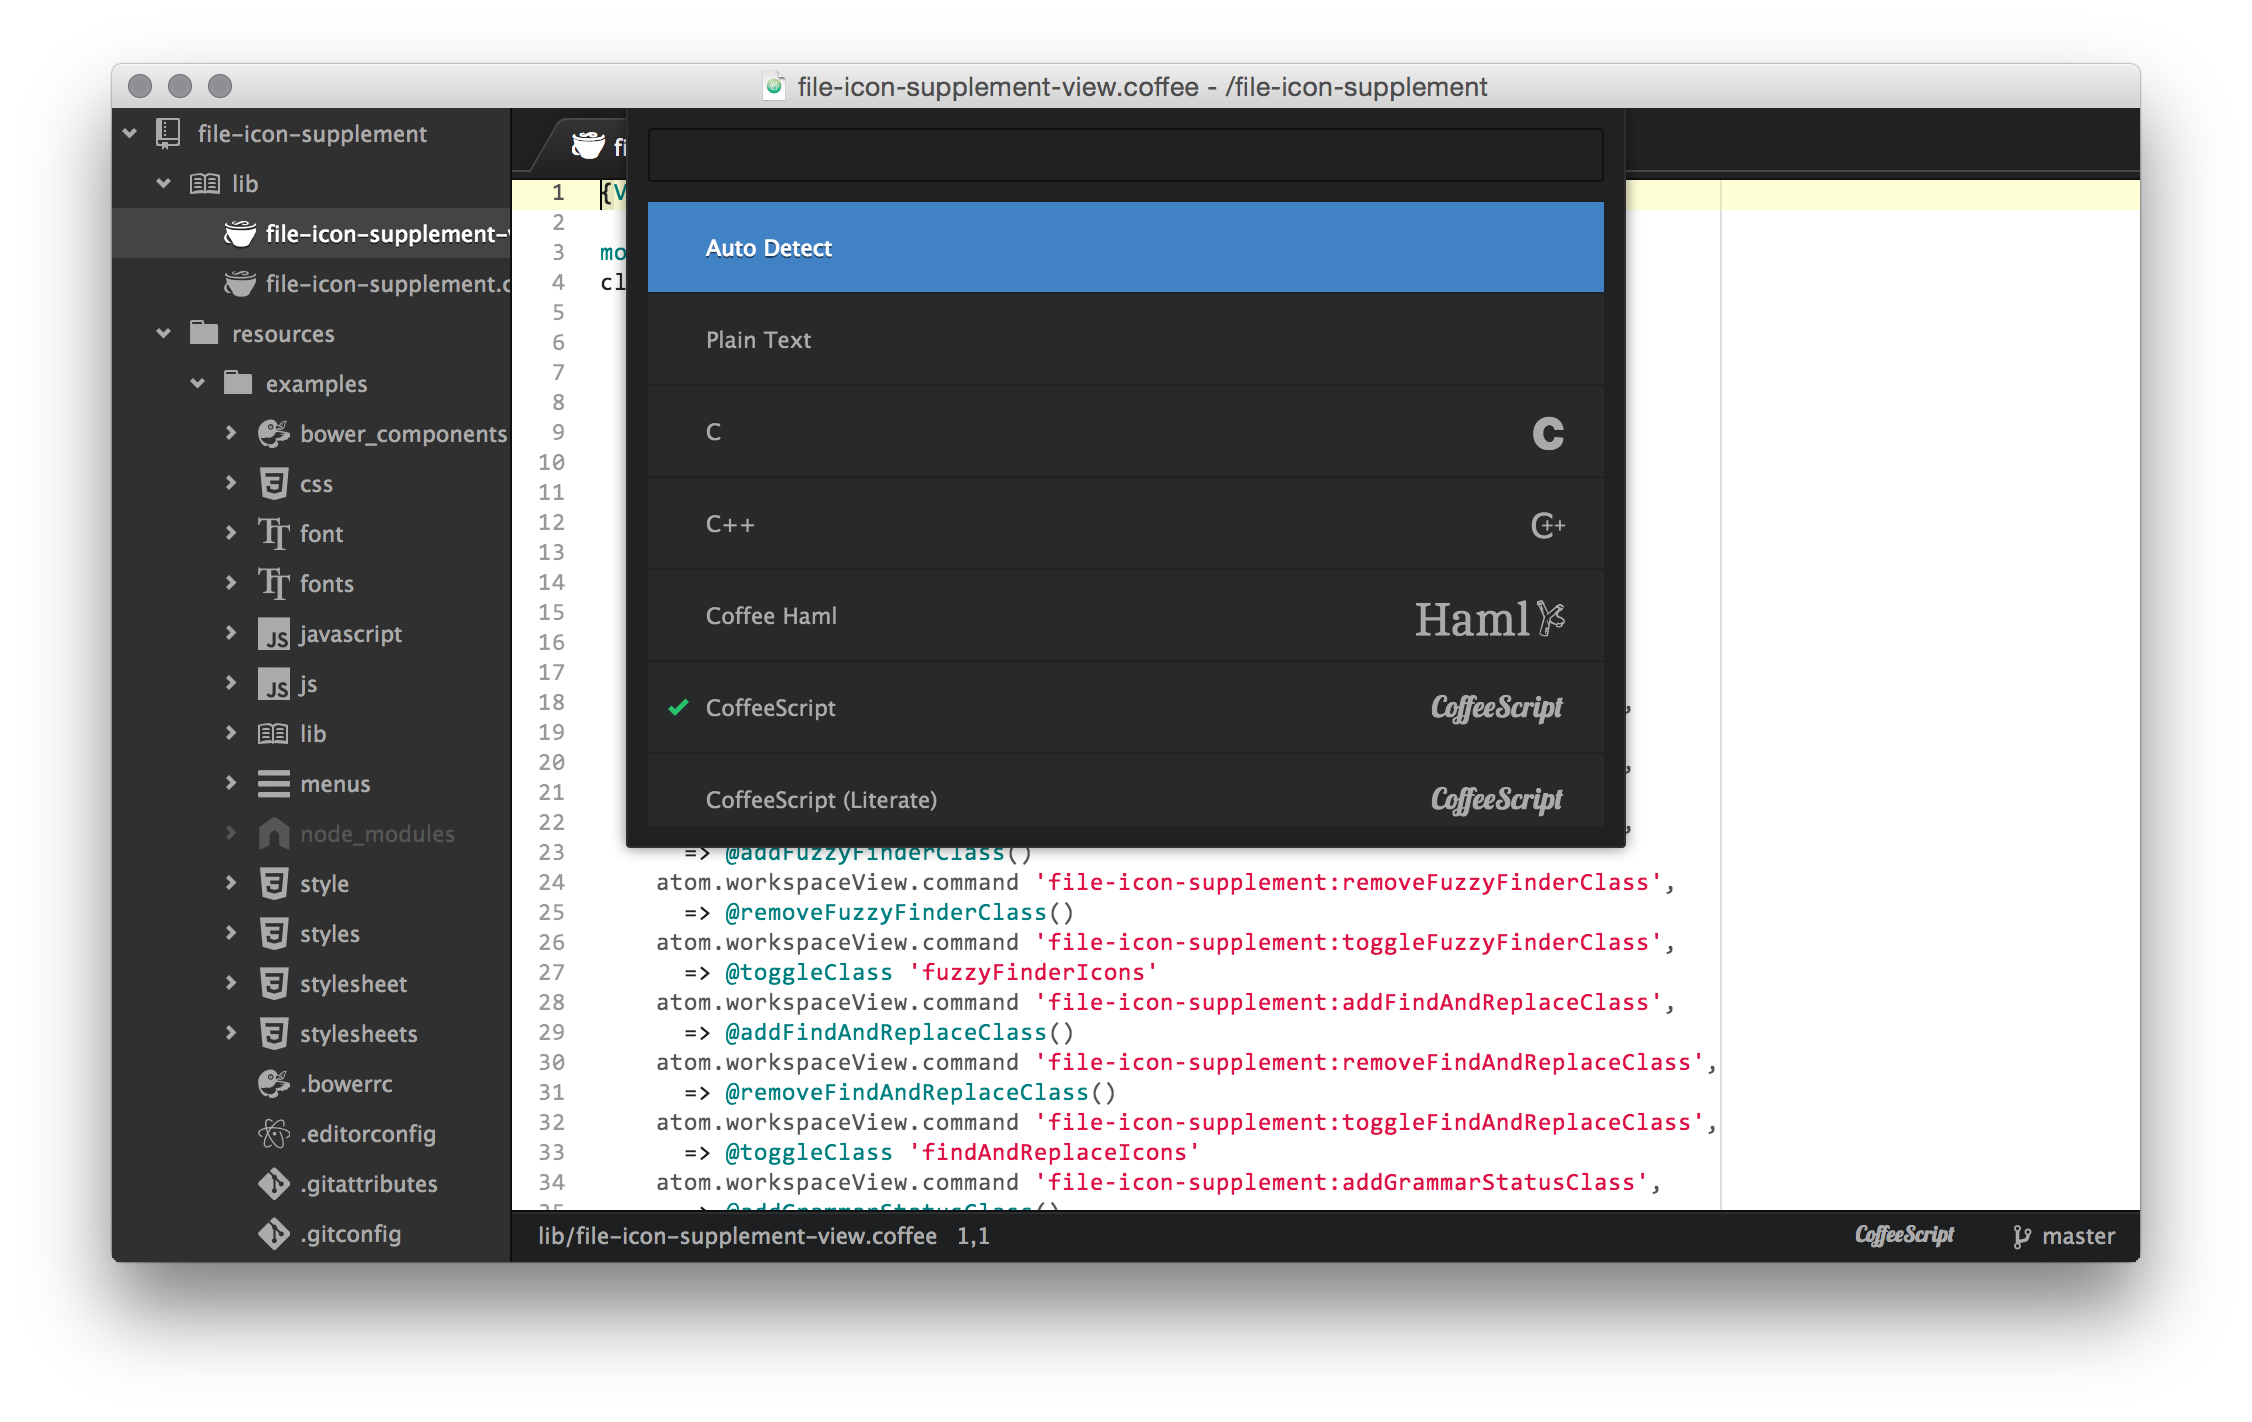 file-icon-supplement-view.coffee - /file-icon-supplement
file-icon-supplement
lib
file-icon-supplement-
file-icon-supplement.c
resources
examples
bower_components
css
font
fonts
JS javascript
JS js
lib
menus
node_modules
style
styles
stylesheet
stylesheets
.bowerrc
.editorconfig
.gitattributes
.gitconfig
fi
Auto Detect
Plain Text
C C
C++ C++
Coffee Haml Haml
CoffeeScript CoffeeScript
CoffeeScript (Literate) CoffeeScript
1 {V
2
3 mo
4 cl
5
6
7
8
9
10
11
12
13
14
15
16
17
18 ,
19
20 ,
21
22 ,
23 => @addFuzzyFinderClass()
24 atom.workspaceView.command 'file-icon-supplement:removeFuzzyFinderClass',
25 => @removeFuzzyFinderClass()
26 atom.workspaceView.command 'file-icon-supplement:toggleFuzzyFinderClass',
27 => @toggleClass 'fuzzyFinderIcons'
28 atom.workspaceView.command 'file-icon-supplement:addFindAndReplaceClass',
29 => @addFindAndReplaceClass()
30 atom.workspaceView.command 'file-icon-supplement:removeFindAndReplaceClass',
31 => @removeFindAndReplaceClass()
32 atom.workspaceView.command 'file-icon-supplement:toggleFindAndReplaceClass',
33 => @toggleClass 'findAndReplaceIcons'
34 atom.workspaceView.command 'file-icon-supplement:addGrammarStatusClass',
35 => @addGrammarStatusClass()
lib/file-icon-supplement-view.coffee 1,1
CoffeeScript master